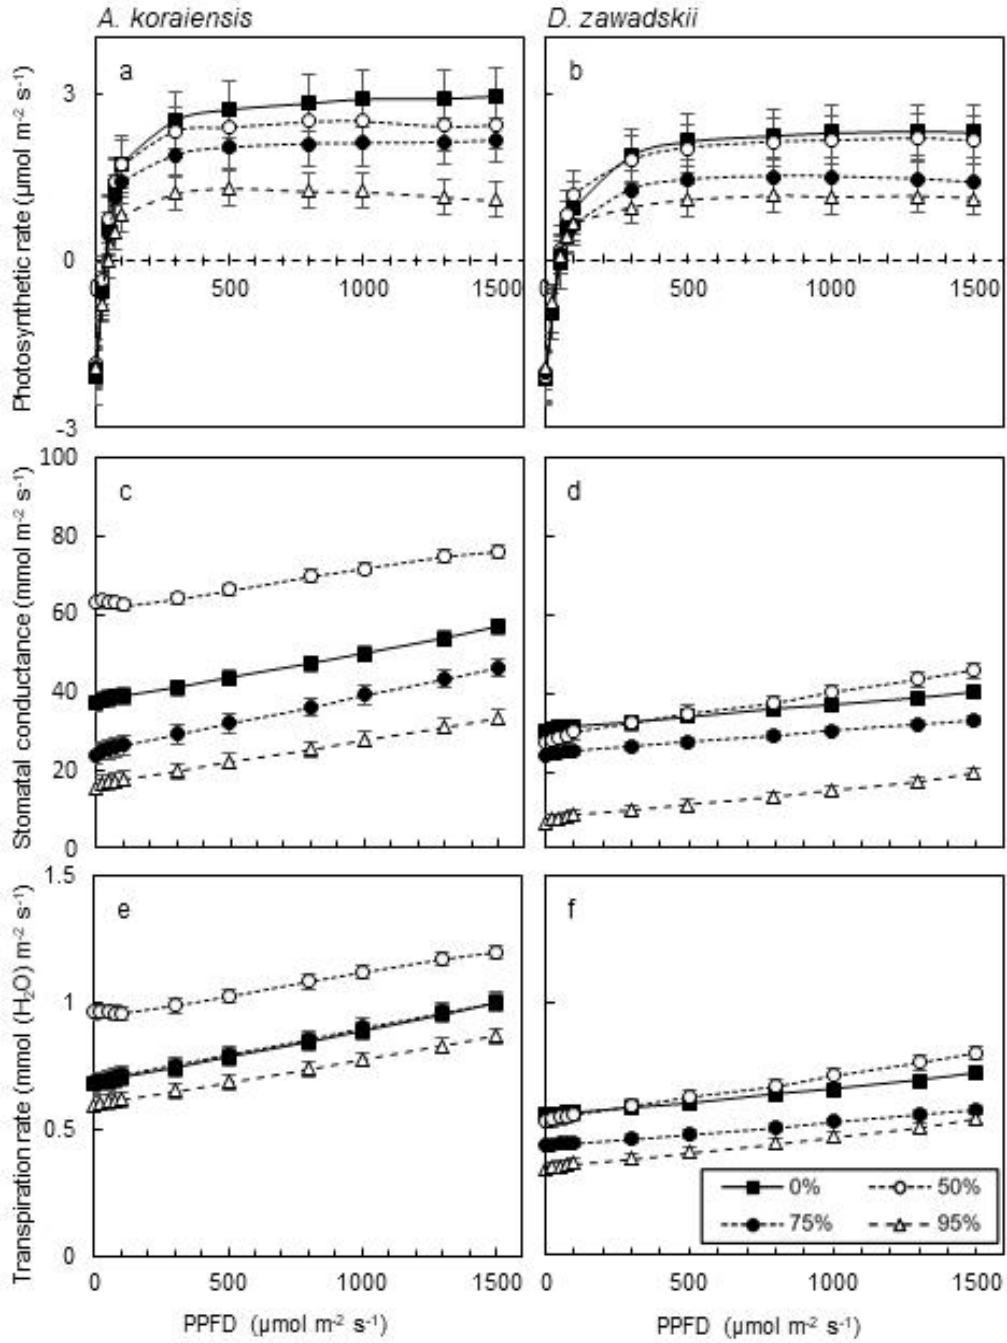 A. koraiensis
D. zawadskii
Photosynthetic rate (µmol m⁻² s⁻¹)
a
3
0
-3
0
500
1000
1500
b
0
500
1000
1500
Stomatal conductance (mmol m⁻² s⁻¹)
c
100
80
60
40
20
0
d
Transpiration rate (mmol (H₂O) m⁻² s⁻¹)
e
1.5
1
0.5
0
0
500
1000
1500
PPFD (µmol m⁻² s⁻¹)
f
0% 50%
75% 95%
0
500
1000
1500
PPFD (µmol m⁻² s⁻¹)